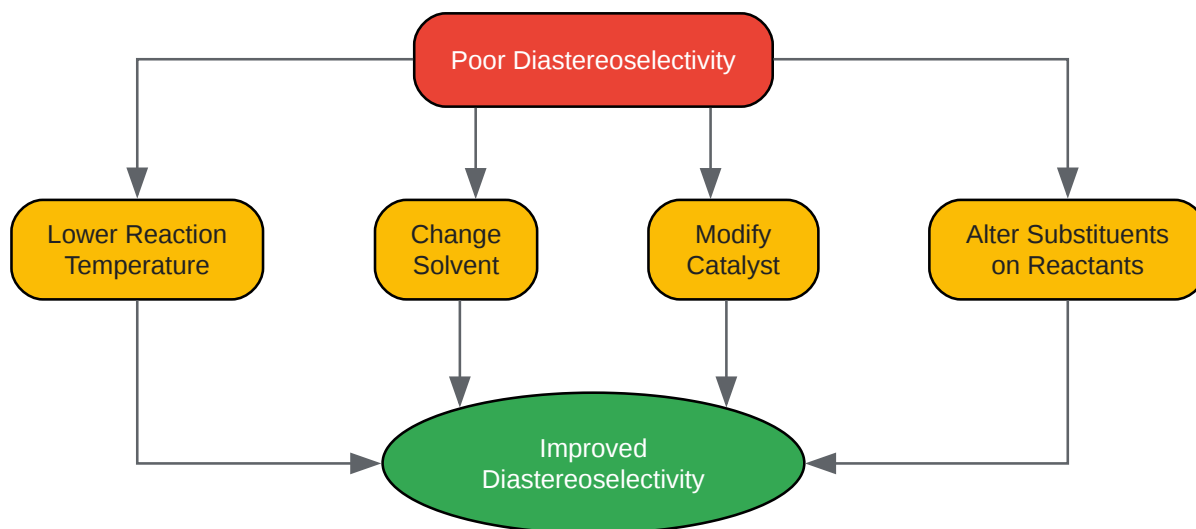 Poor Diastereoselectivity
Lower Reaction
Temperature
Change
Solvent
Modify
Catalyst
Alter Substituents
on Reactants
Improved
Diastereoselectivity